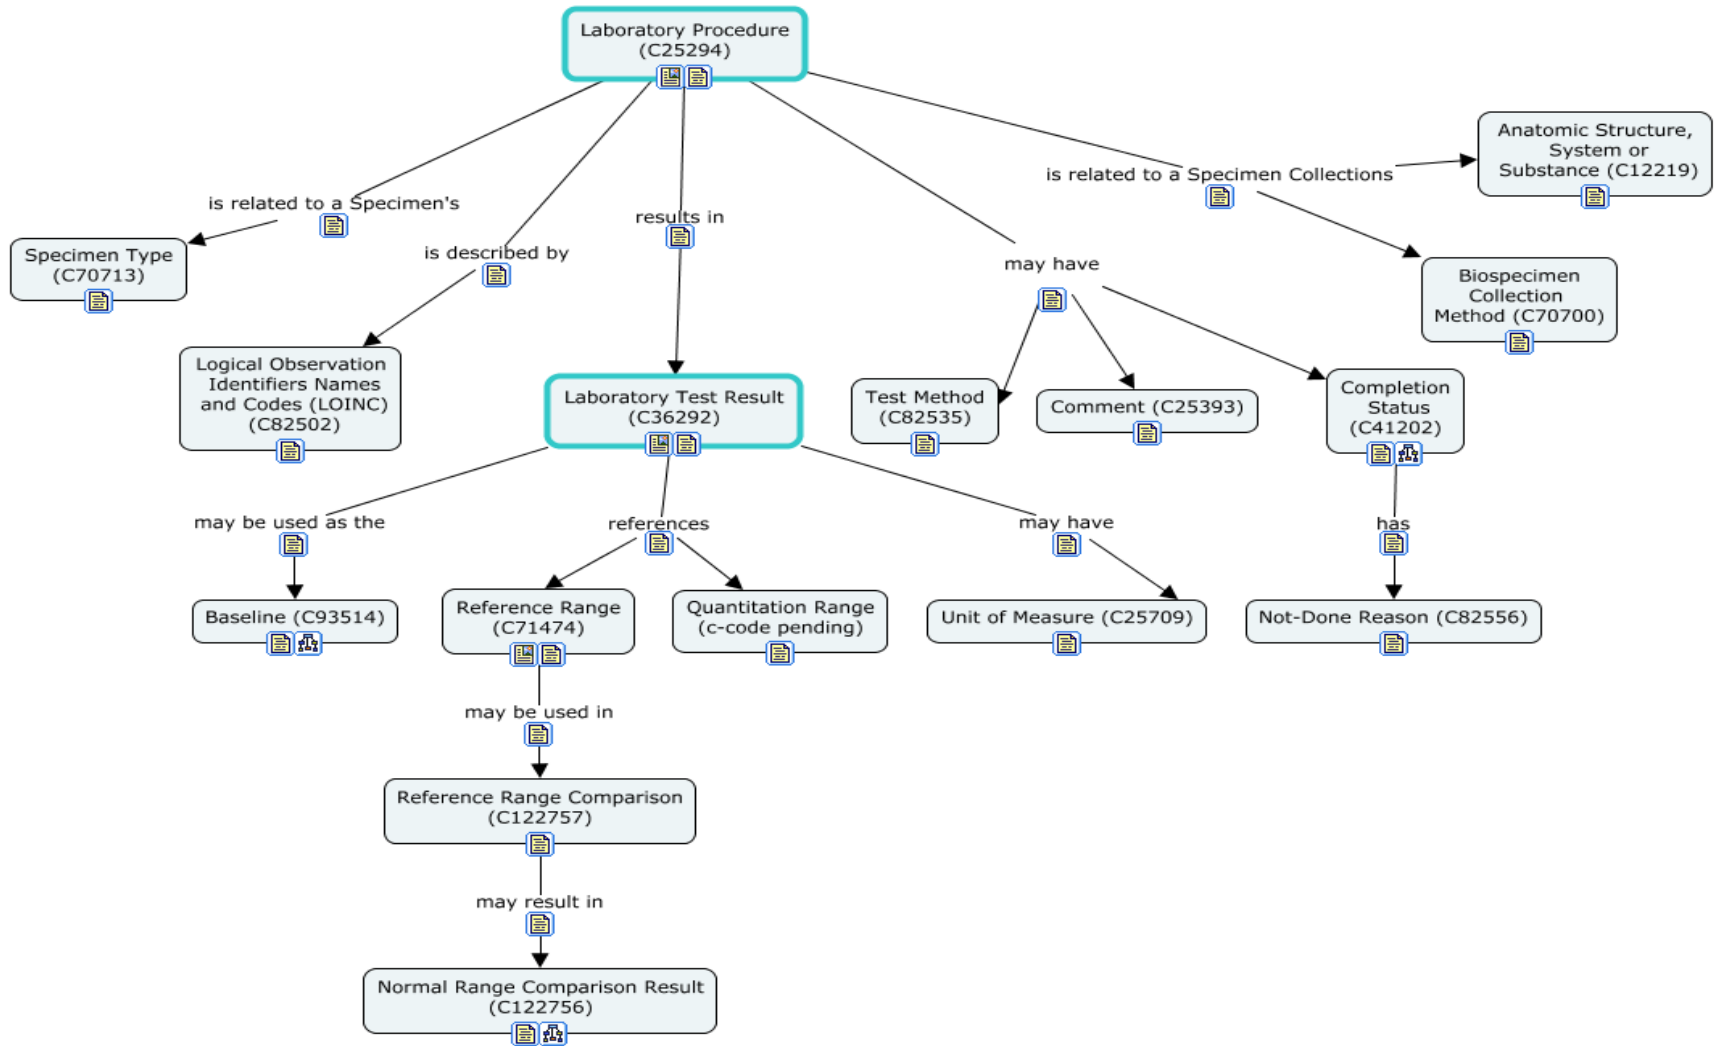 Laboratory Procedure
(C25294)
Anatomic Structure,
System or
Substance (C12219)
is related to a Specimen Collections
is related to a Specimen's
results in
is described by
may have
Specimen Type
(C70713)
Biospecimen
Collection
Method (C70700)
Logical Observation
Identifiers Names
and Codes (LOINC)
(C82502)
Laboratory Test Result
(C36292)
Test Method
(C82535)
Comment (C25393)
Completion
Status
(C41202)
may be used as the
references
may have
has
Baseline (C93514)
Reference Range
(C71474)
Quantitation Range
(c-code pending)
Unit of Measure (C25709)
Not-Done Reason (C82556)
may be used in
Reference Range Comparison
(C122757)
may result in
Normal Range Comparison Result
(C122756)